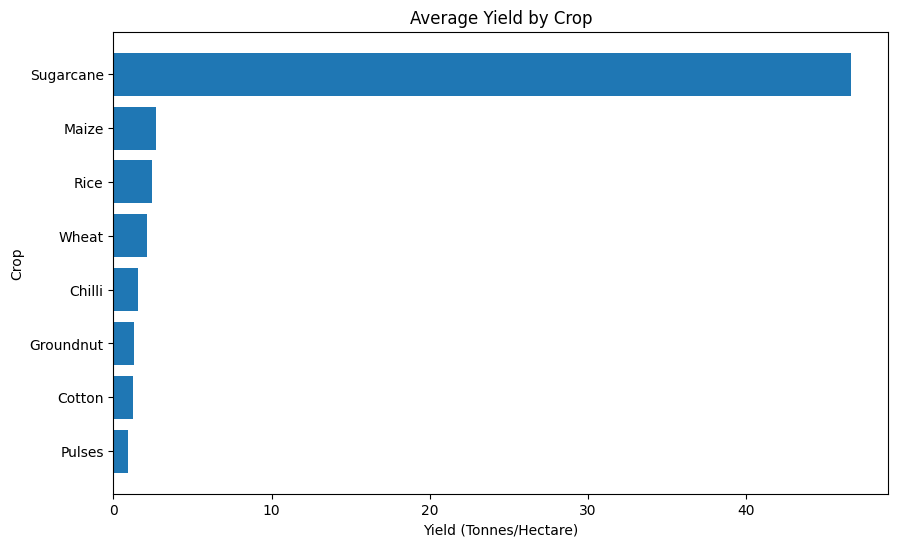 Average Yield by Crop
Sugarcane
Maize
Rice
Wheat
Chilli
Groundnut
Cotton
Pulses
Crop
0 10 20 30 40
Yield (Tonnes/Hectare)